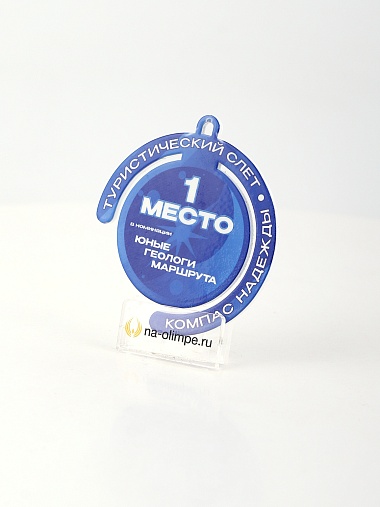 ТУРИСТИЧЕСКИЙ СЛЕТ • КОМПАС НАДЕЖДЫ
1
МЕСТО
В НОМИНАЦИИ
ЮНЫЕ
ГЕОЛОГИ
МАРШРУТА
na-olimpe.ru